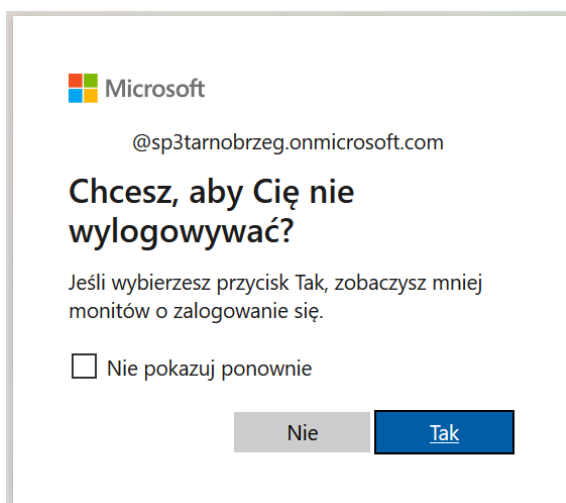 Microsoft
@sp3tarnobrzeg.onmicrosoft.com
Chcesz, aby Cię nie
wylogowywać?
Jeśli wybierzesz przycisk Tak, zobaczysz mniej
monitów o zalogowanie się.
Nie pokazuj ponownie
Nie Tak